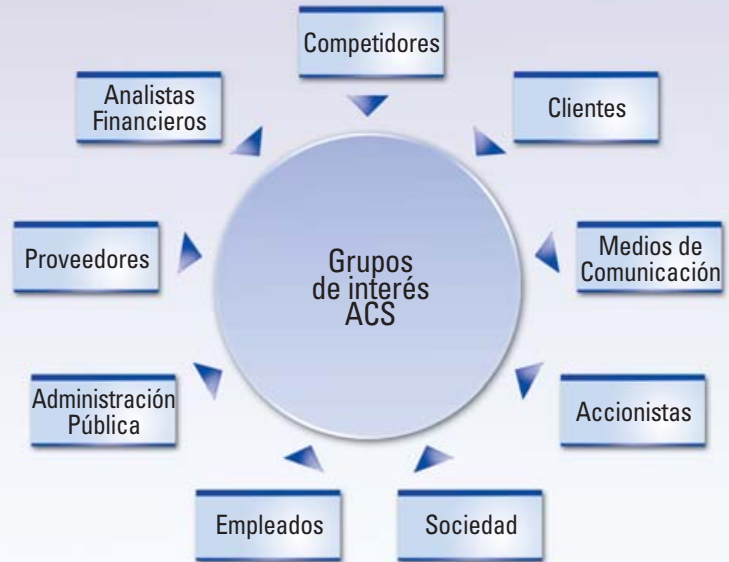 Competidores
Analistas
Financieros
Clientes
Proveedores
Grupos
de interés
ACS
Medios de
Comunicación
Administración
Pública
Accionistas
Empleados
Sociedad